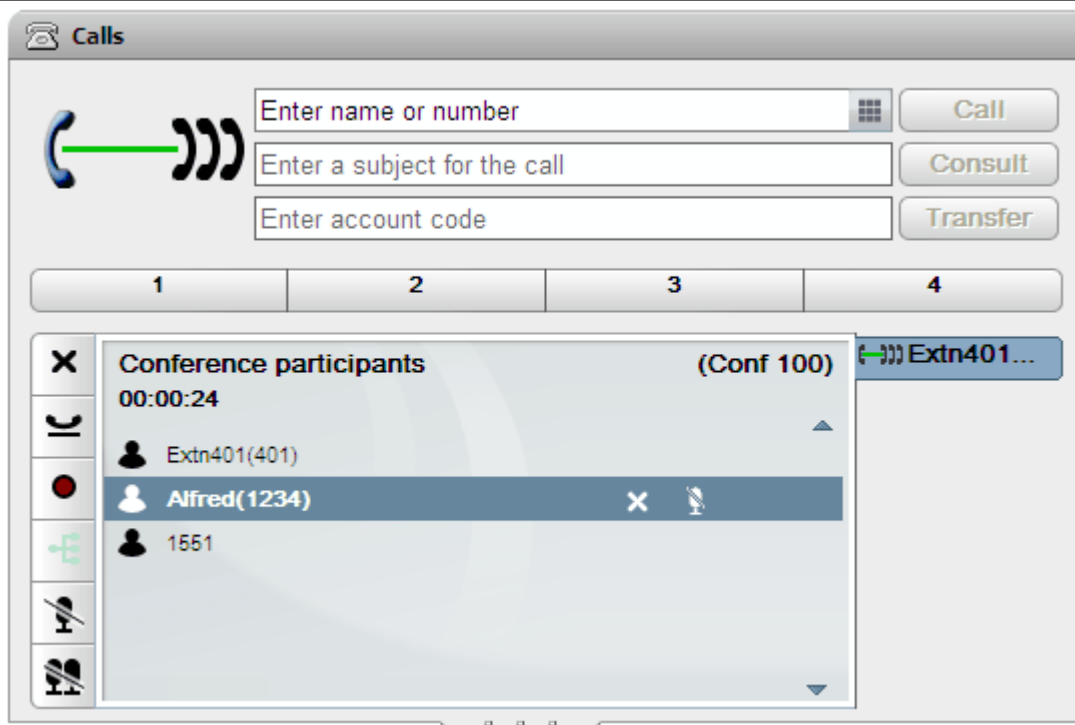 Calls
Enter name or number
Call
Enter a subject for the call
Consult
Enter account code
Transfer
1 2 3 4
Conference participants (Conf 100)
00:00:24
Extn401...
Extn401(401)
Alfred(1234)
1551